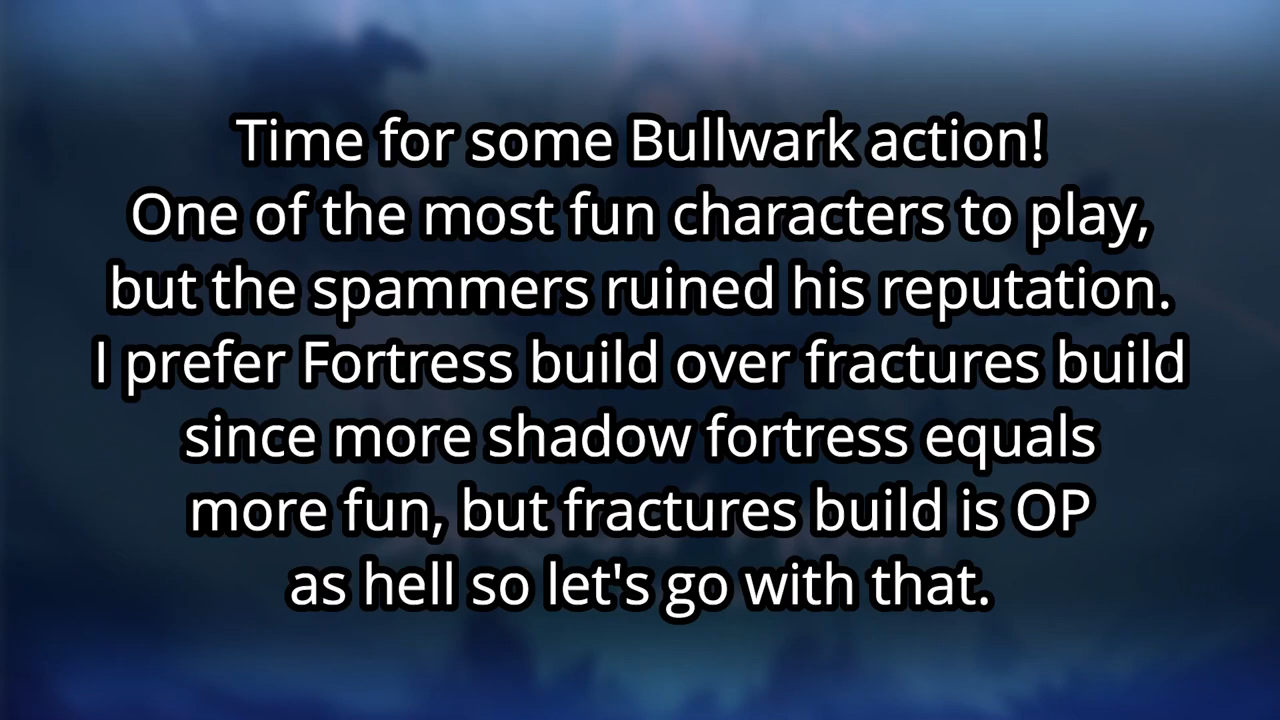 Time for some Bullwark action!
One of the most fun characters to play,
but the spammers ruined his reputation.
I prefer Fortress build over fractures build
since more shadow fortress equals
more fun, but fractures build is OP
as hell so let's go with that.